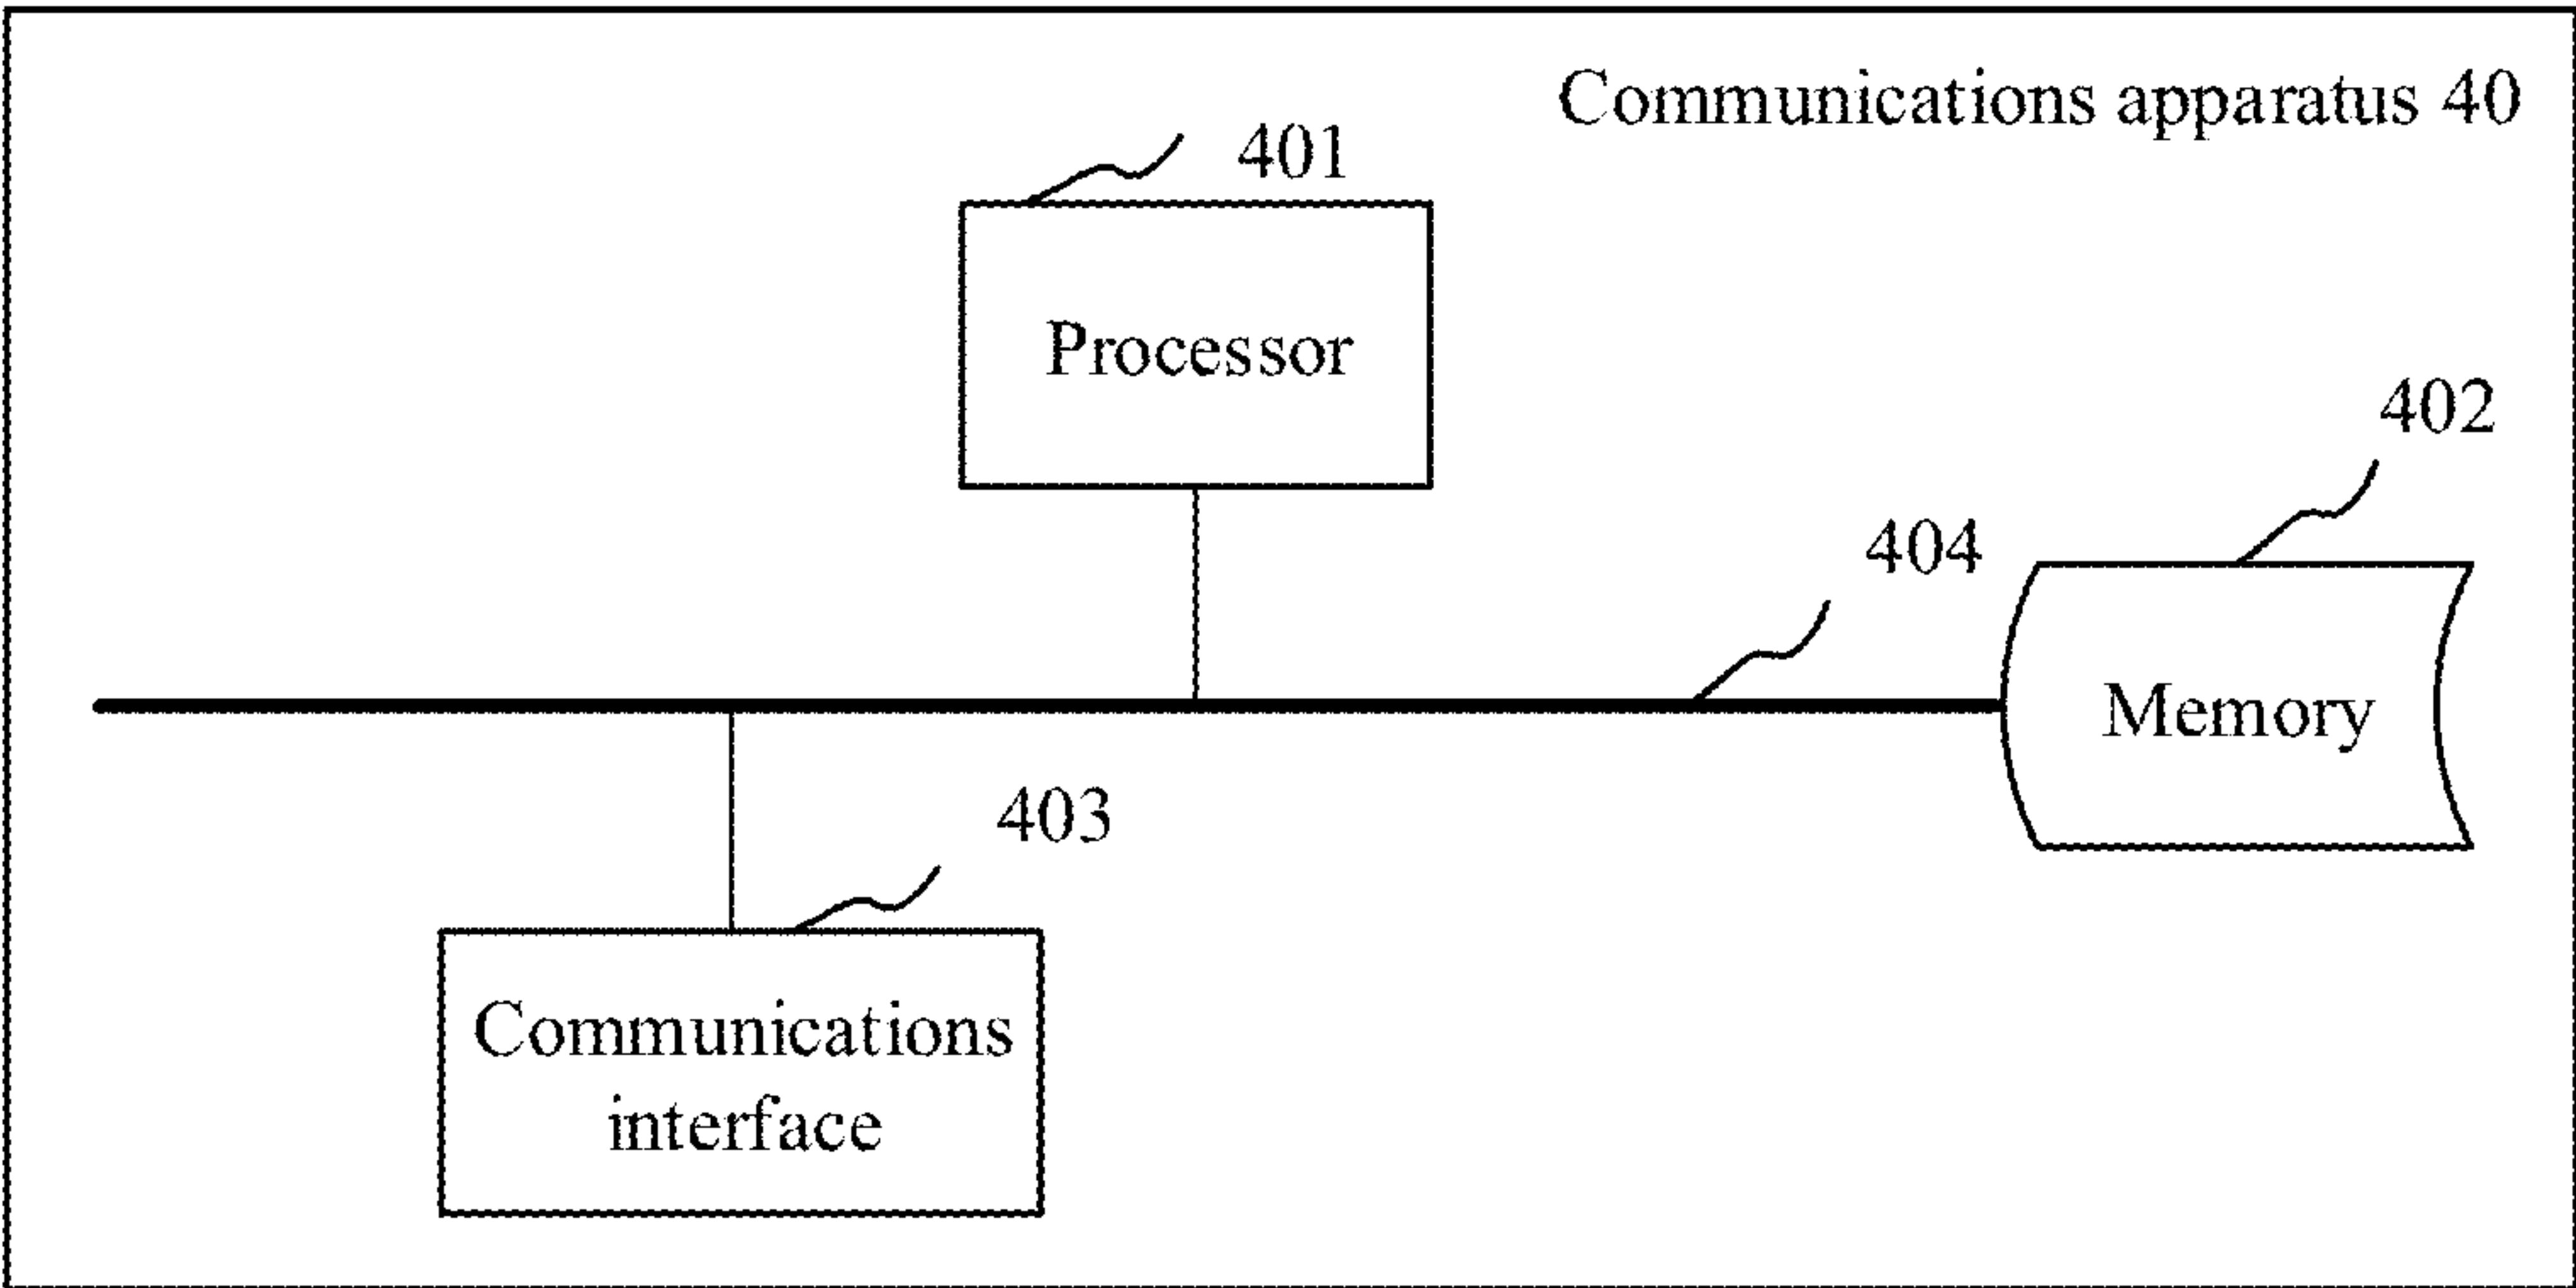 Communications apparatus 40
401
Processor
402
404
Memory
403
Communications
interface